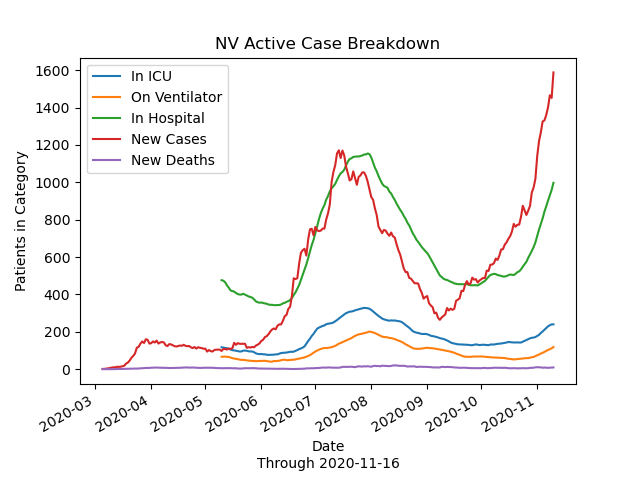 NV Active Case Breakdown
In ICU
On Ventilator
In Hospital
New Cases
New Deaths
Patients in Category
1600
1400
1200
1000
800
600
400
200
0
2020-03
2020-04
2020-05
2020-06
2020-07
2020-08
2020-09
2020-10
2020-11
Date
Through 2020-11-16